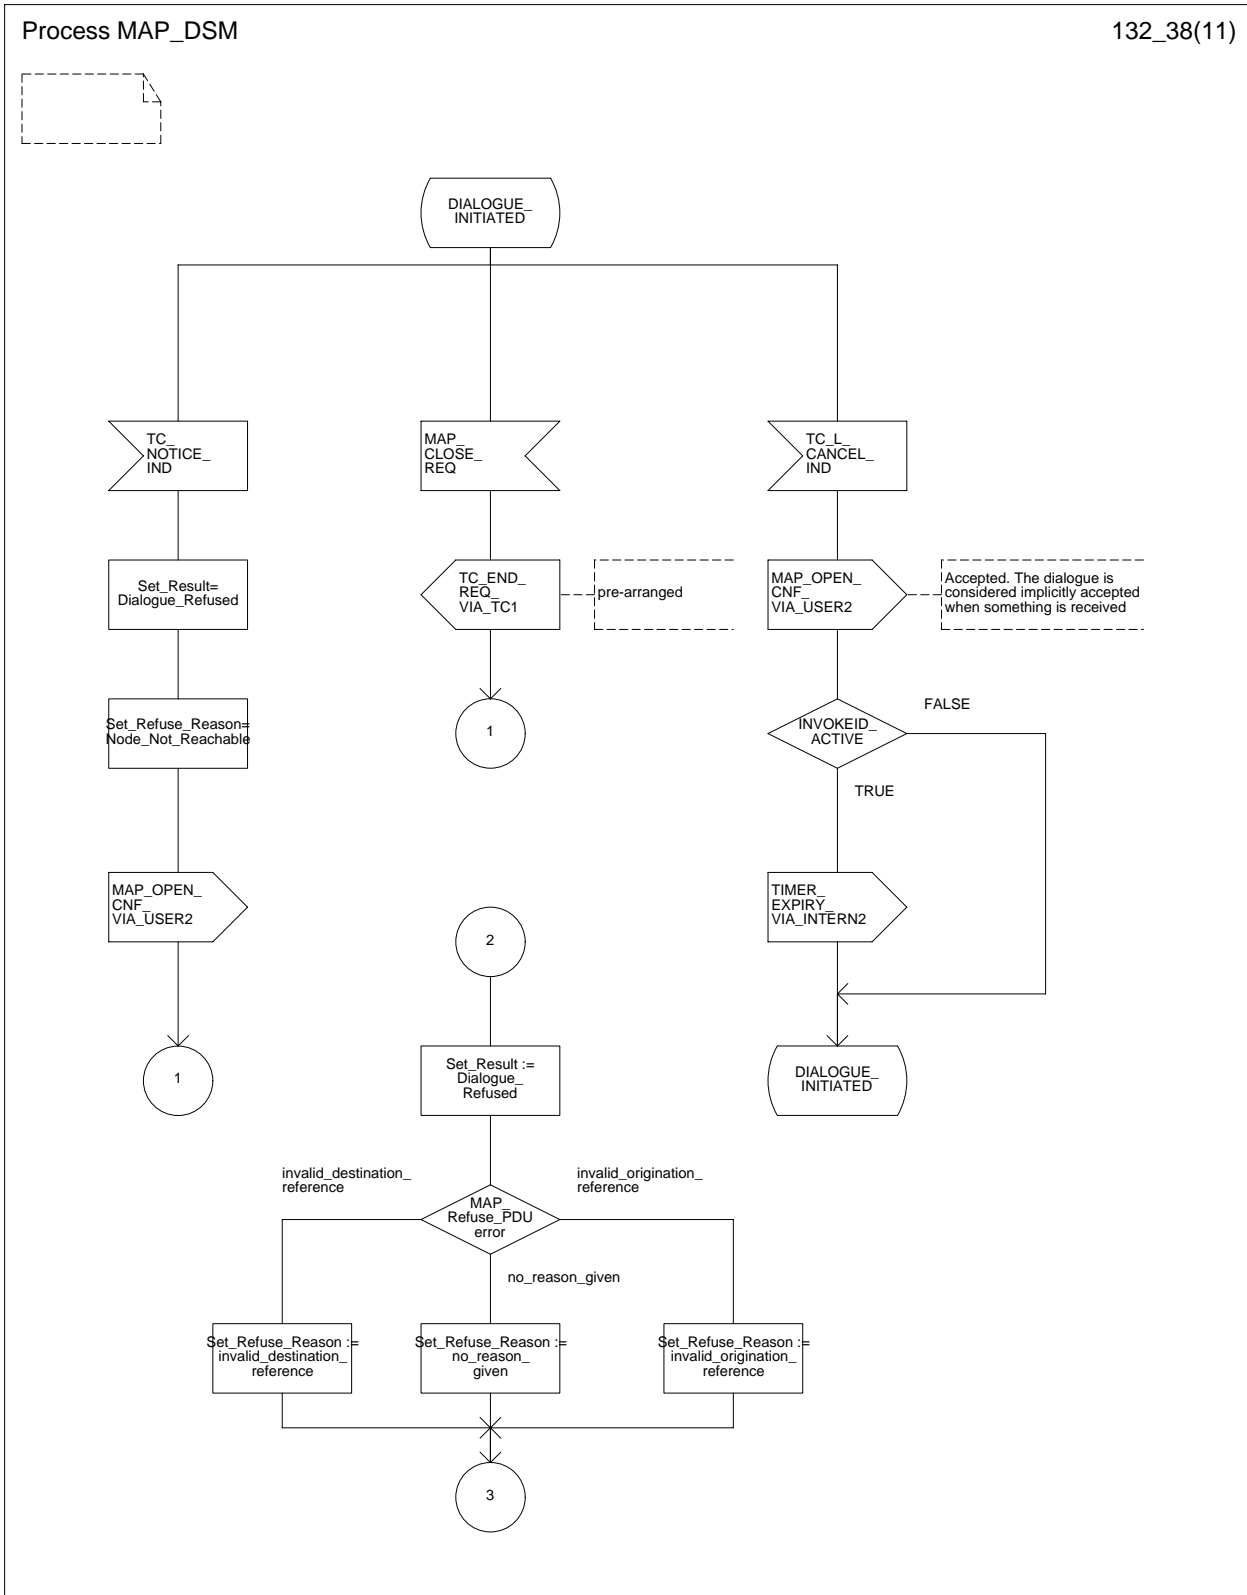 Process MAP_DSM
132_38(11)
DIALOGUE_
INITIATED
TC_
NOTICE_
IND
MAP_
CLOSE_
REQ
TC_L_
CANCEL_
IND
Set_Result=
Dialogue_Refused
TC_END_
REQ_
VIA_TC1
pre-arranged
MAP_OPEN_
CNF_
VIA_USER2
Accepted. The dialogue is
considered implicitly accepted
when something is received
Set_Refuse_Reason=
Node_Not_Reachable
1
INVOKEID_
ACTIVE
FALSE
TRUE
MAP_OPEN_
CNF_
VIA_USER2
2
TIMER_
EXPIRY_
VIA_INTERN2
1
Set_Result :=
Dialogue_
Refused
DIALOGUE_
INITIATED
invalid_destination_
reference
MAP_
Refuse_PDU
error
invalid_origination_
reference
no_reason_given
Set_Refuse_Reason :=
invalid_destination_
reference
Set_Refuse_Reason :=
no_reason_
given
Set_Refuse_Reason :=
invalid_origination_
reference
3